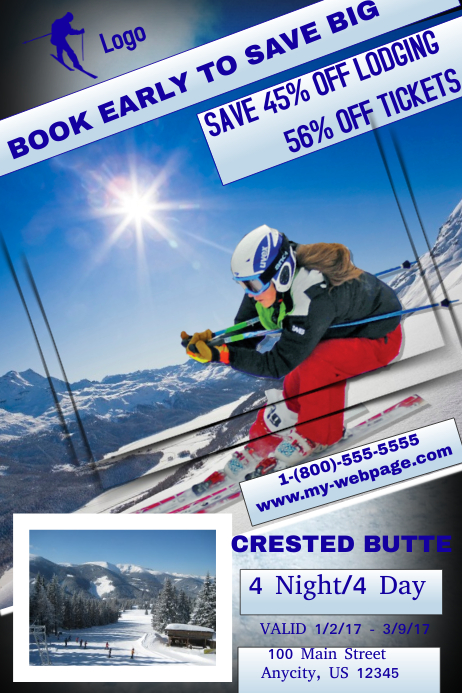 Logo
BOOK EARLY TO SAVE BIG
SAVE 45% OFF LODGING
56% OFF TICKETS
uvex
1-(800)-555-5555
www.my-webpage.com
CRESTED BUTTE
4 Night/4 Day
VALID 1/2/17 - 3/9/17
100 Main Street
Anycity, US 12345